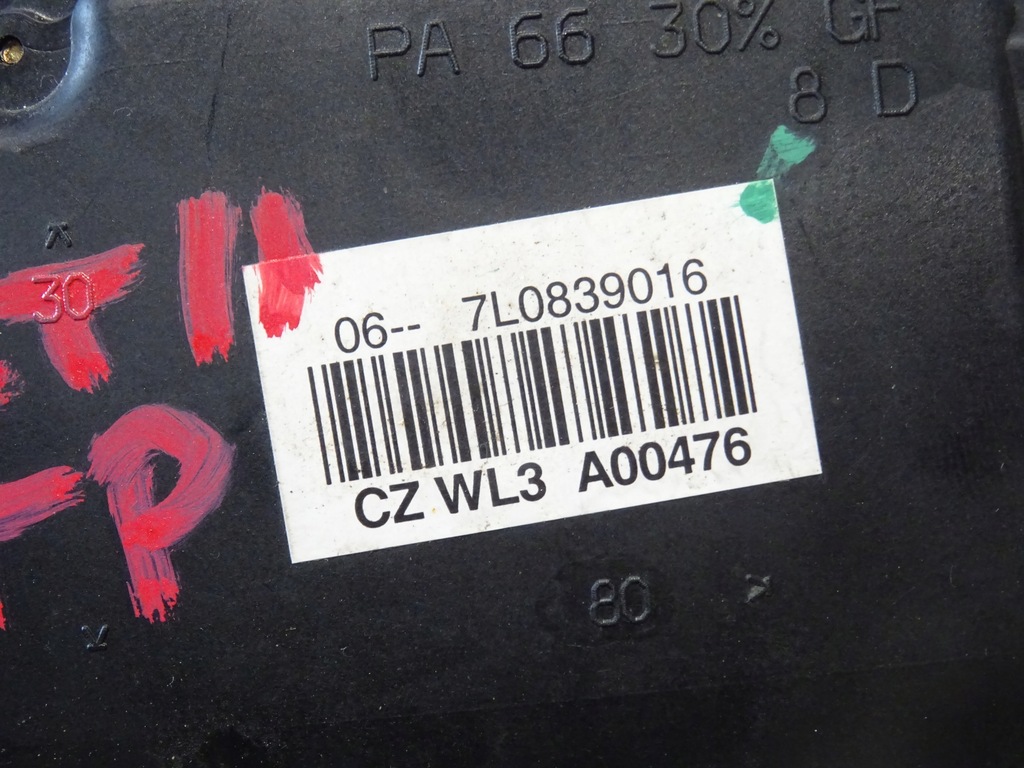 PA 66 30% GF
8 D
30
06-- 7L0839016
CZ WL3 A00476
P
80